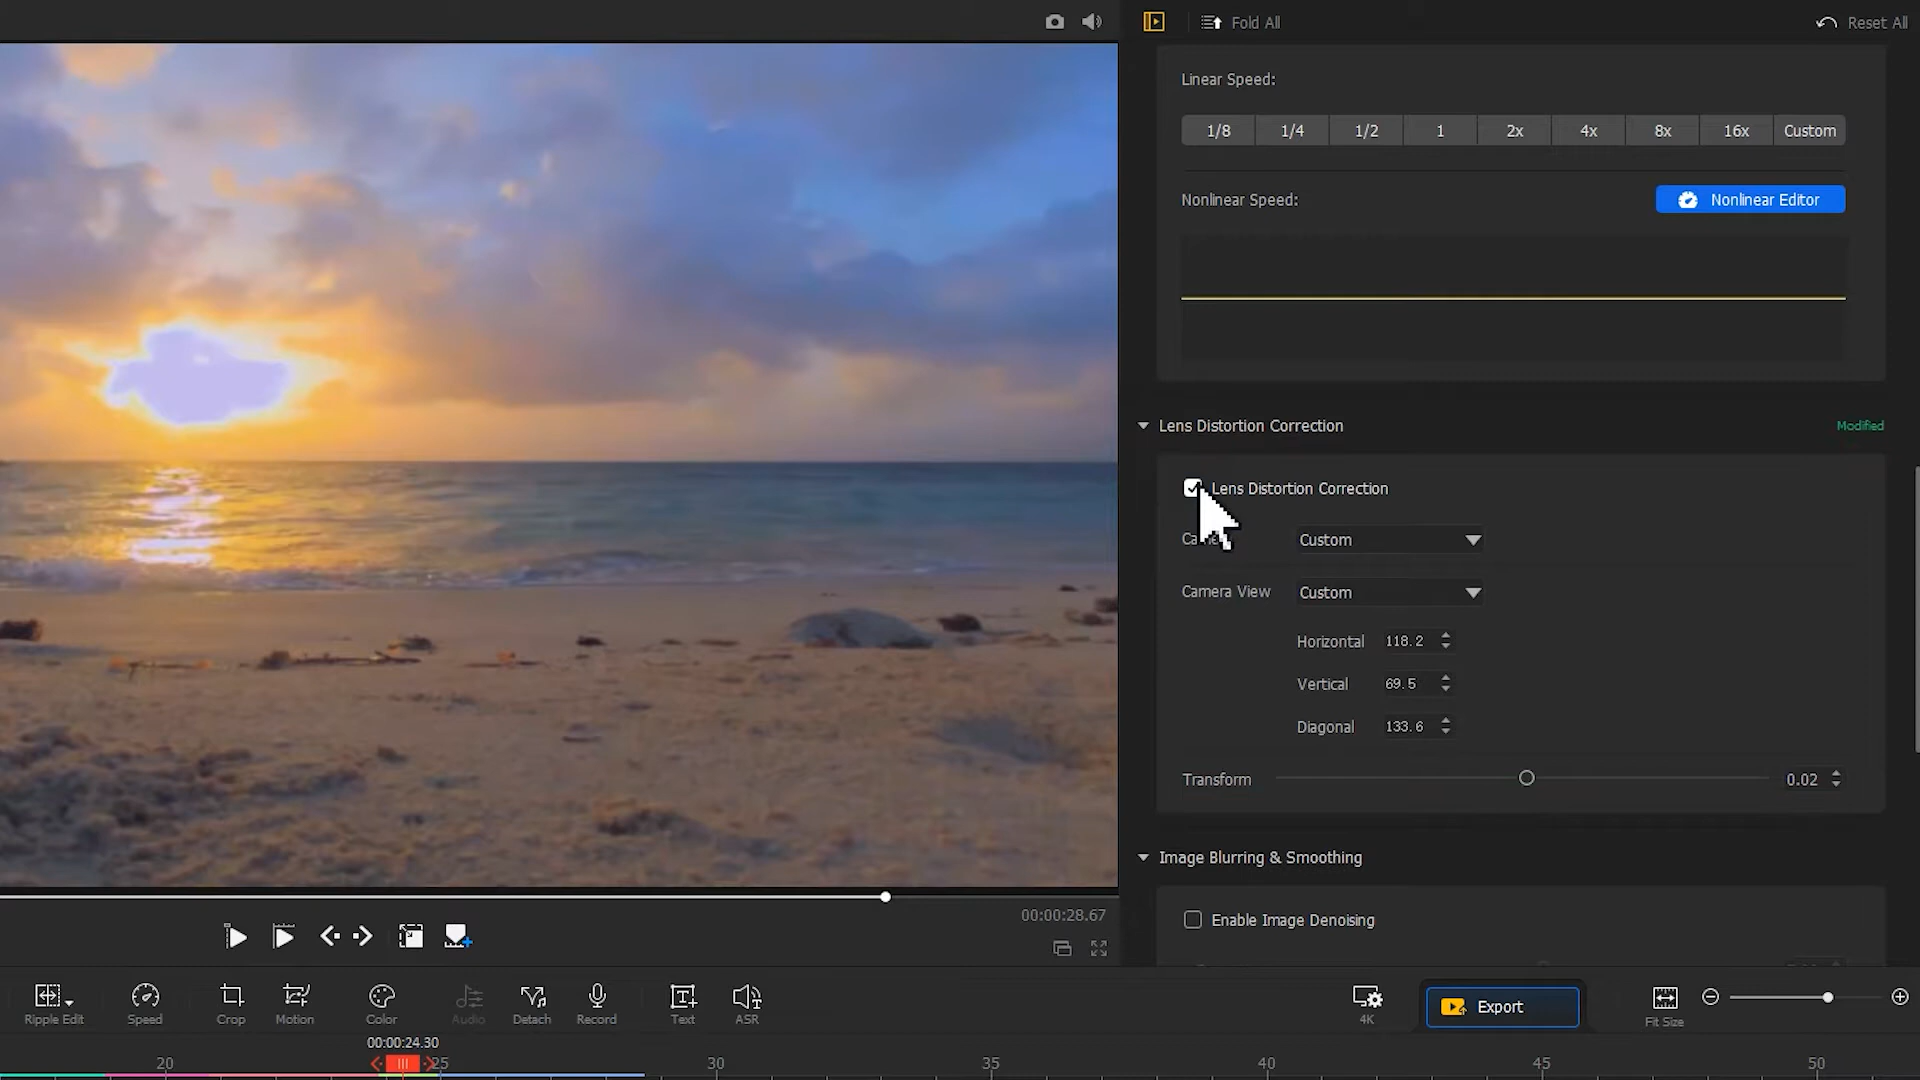 Fold All
Reset All
Linear Speed:
1/8 1/4 1/2 1 2x 4x 8x 16x Custom
Nonlinear Speed:
Nonlinear Editor
Lens Distortion Correction
Modified
Lens Distortion Correction
Custom
Camera View
Custom
Horizontal 118.2
Vertical 69.5
Diagonal 133.6
Transform
0.02
Image Blurring & Smoothing
Enable Image Denoising
00:00:28.67
Ripple Edit
Speed
Crop
Motion
Color
Audio
Detach
Record
Text
ASR
4K
Export
Fit Size
00:00:24.30
20 25 30 35 40 45 50